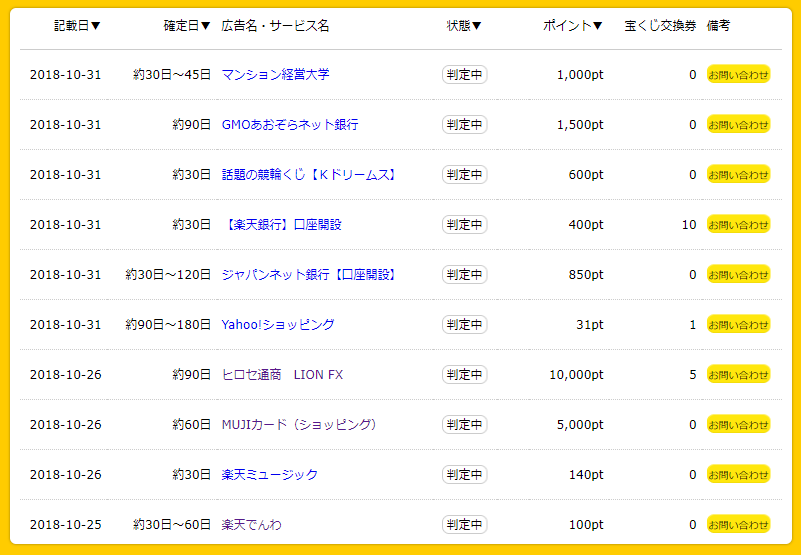 記載日▼ 確定日▼ 広告名・サービス名 状態▼ ポイント▼ 宝くじ交換券 備考
2018-10-31 約30日～45日 マンション経営大学 判定中 1,000pt 0 お問い合わせ
2018-10-31 約90日 GMOあおぞらネット銀行 判定中 1,500pt 0 お問い合わせ
2018-10-31 約30日 話題の競輪くじ【Ｋドリームス】 判定中 600pt 0 お問い合わせ
2018-10-31 約30日 【楽天銀行】口座開設 判定中 400pt 10 お問い合わせ
2018-10-31 約30日～120日 ジャパンネット銀行【口座開設】 判定中 850pt 0 お問い合わせ
2018-10-31 約90日～180日 Yahoo!ショッピング 判定中 31pt 1 お問い合わせ
2018-10-26 約90日 ヒロセ通商　LION FX 判定中 10,000pt 5 お問い合わせ
2018-10-26 約60日 MUJIカード（ショッピング） 判定中 5,000pt 0 お問い合わせ
2018-10-26 約30日 楽天ミュージック 判定中 140pt 0 お問い合わせ
2018-10-25 約30日～60日 楽天でんわ 判定中 100pt 0 お問い合わせ